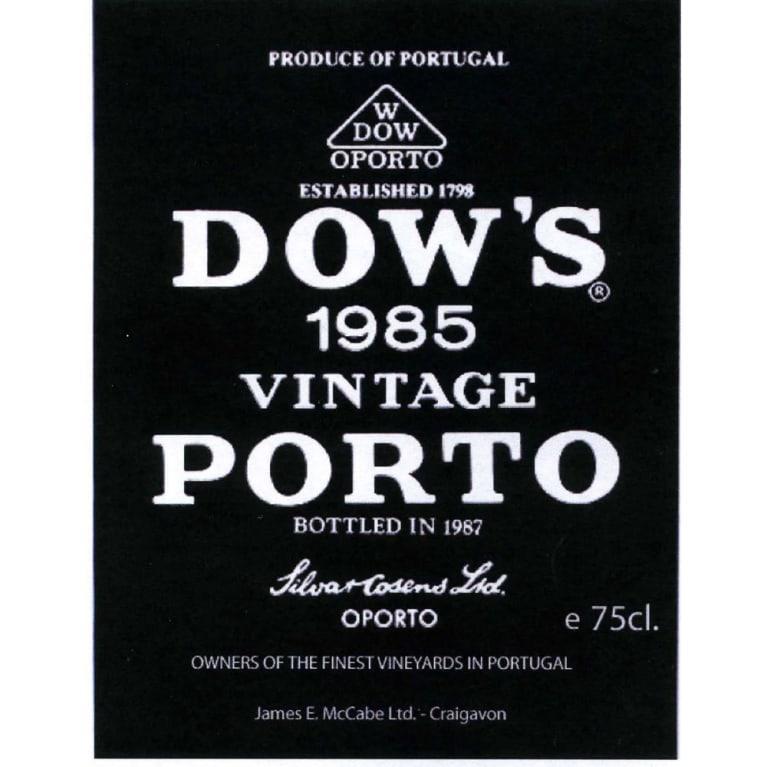 PRODUCE OF PORTUGAL
W
DOW
OPORTO
ESTABLISHED 1798
DOW'S®
1985
VINTAGE
PORTO
BOTTLED IN 1987
Silva & Cosens Ltd.
OPORTO
e 75cl.
OWNERS OF THE FINEST VINEYARDS IN PORTUGAL
James E. McCabe Ltd. - Craigavon